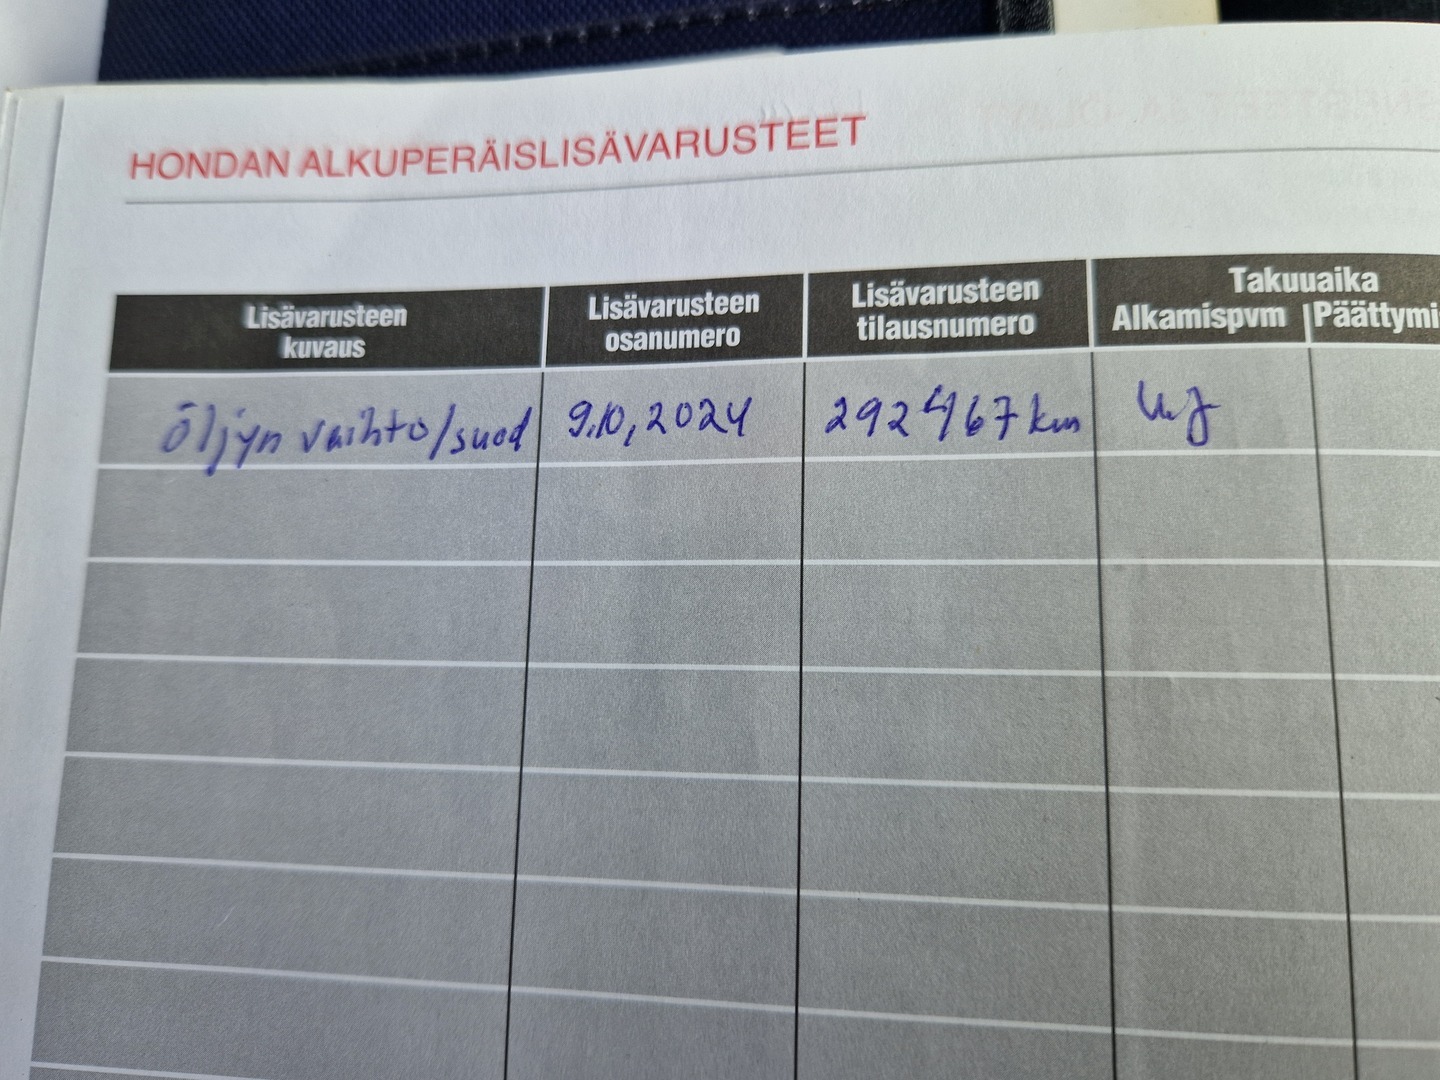 HONDAN ALKUPERÄISLISÄVARUSTEET
Lisävarusteen kuvaus
Lisävarusteen osanumero
Lisävarusteen tilausnumero
Takuuaika
Alkamispvm
Öljyn vaihto/suod
9.10,2024
292467 km